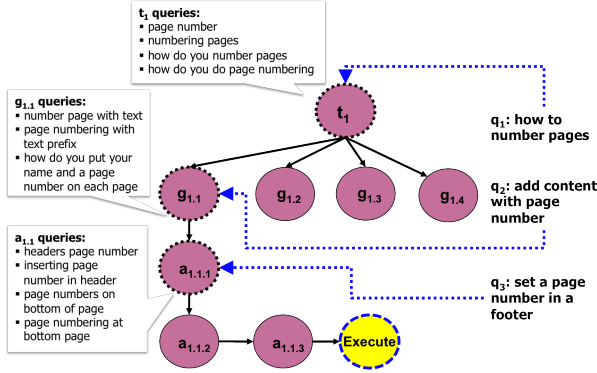 t1 queries:
▪ page number
▪ numbering pages
▪ how do you number pages
▪ how do you do page numbering
g1.1 queries:
▪ number page with text
▪ page numbering with
text prefix
▪ how do you put your
name and a page
number on each page
a1.1 queries:
▪ headers page number
▪ inserting page
number in header
▪ page numbers on
bottom of page
▪ page numbering at
bottom page
t1
g1.1
g1.2
g1.3
g1.4
a1.1.1
a1.1.2
a1.1.3
Execute
q1: how to
number pages
q2: add content
with page
number
q3: set a page
number in a
footer